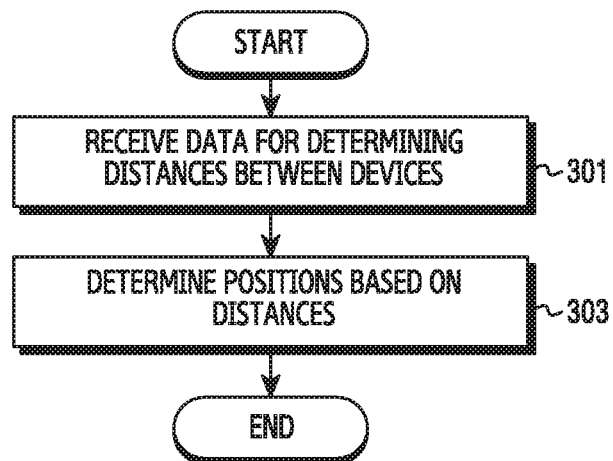 START
RECEIVE DATA FOR DETERMINING
DISTANCES BETWEEN DEVICES
301
DETERMINE POSITIONS BASED ON
DISTANCES
303
END